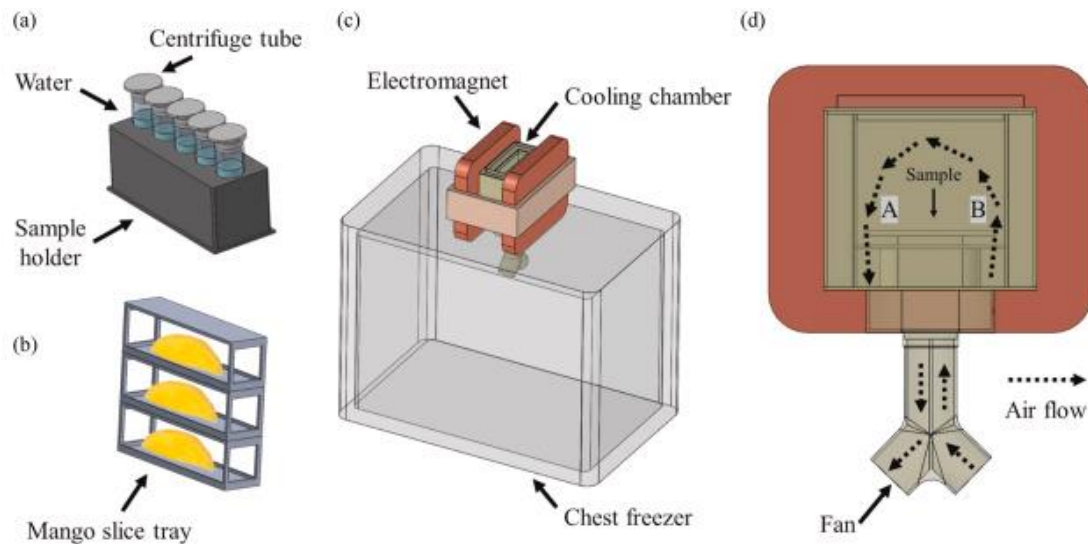 (a)
Centrifuge tube
Water
Sample
holder
(b)
Mango slice tray
(c)
Electromagnet
Cooling chamber
Chest freezer
(d)
Sample
A
B
Air flow
Fan